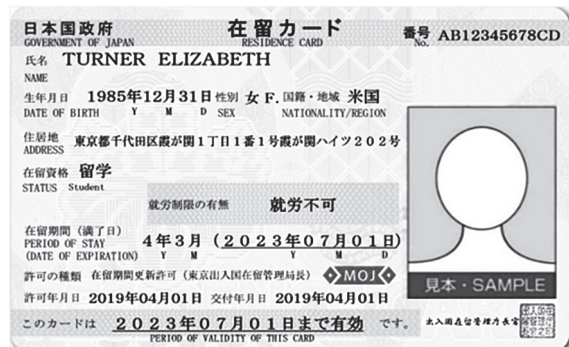 日本国政府 在留カード 番号 AB12345678CD
GOVERNMENT OF JAPAN RESIDENCE CARD No.
氏名 TURNER ELIZABETH
NAME
生年月日 1985年12月31日 性別 女 F. 国籍・地域 米国
DATE OF BIRTH Y M D SEX NATIONALITY/REGION
住居地 東京都千代田区霞が関1丁目1番1号霞が関ハイツ202号
ADDRESS
在留資格 留学
STATUS Student
就労制限の有無 就労不可
在留期間 (満了日) 4年3月 (2023年07月01日)
PERIOD OF STAY
(DATE OF EXPIRATION) Y M Y M D
許可の種類 在留期間更新許可 (東京出入国在留管理局長) MOJ
見本・SAMPLE
許可年月日 2019年04月01日 交付年月日 2019年04月01日
このカードは 2023年07月01日まで有効 です。 出入国在留管理庁長官
PERIOD OF VALIDITY OF THIS CARD